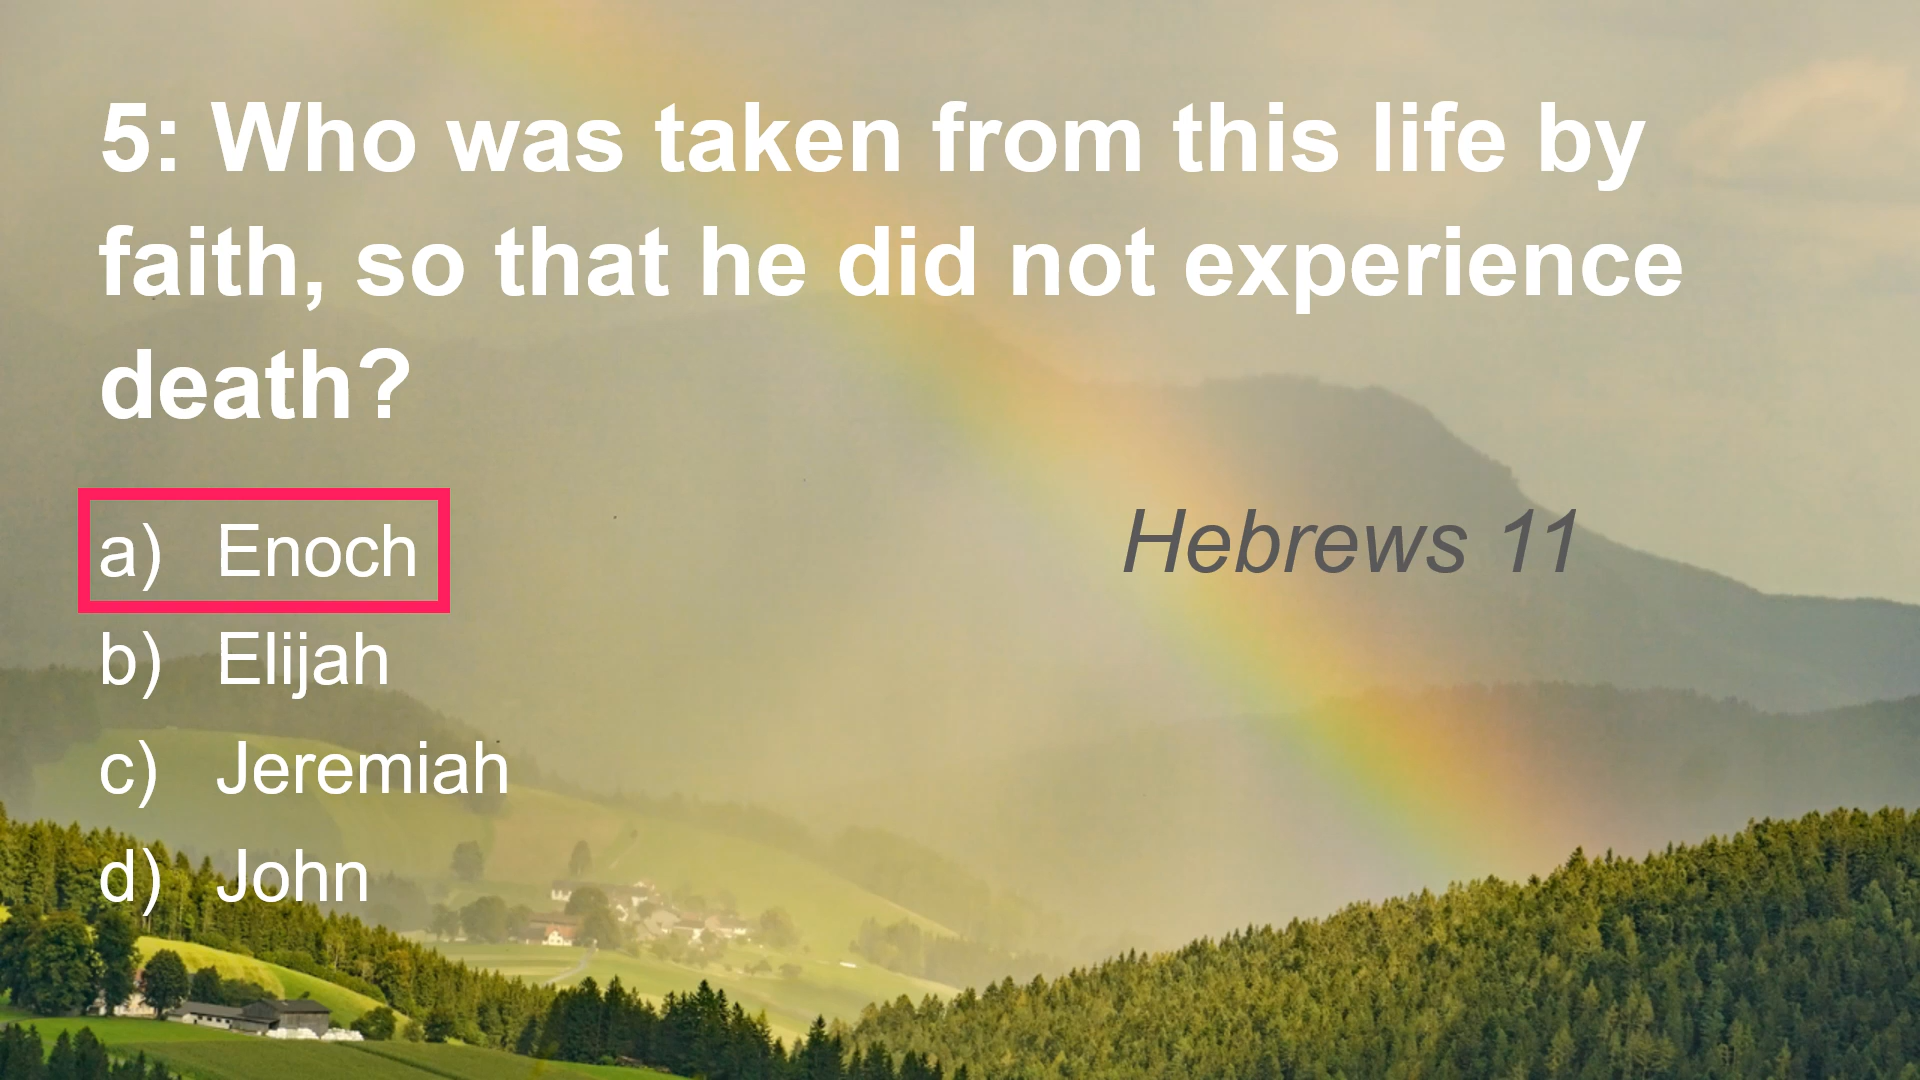 5: Who was taken from this life by
faith, so that he did not experience
death?
a) Enoch
Hebrews 11
b) Elijah
c) Jeremiah
d) John